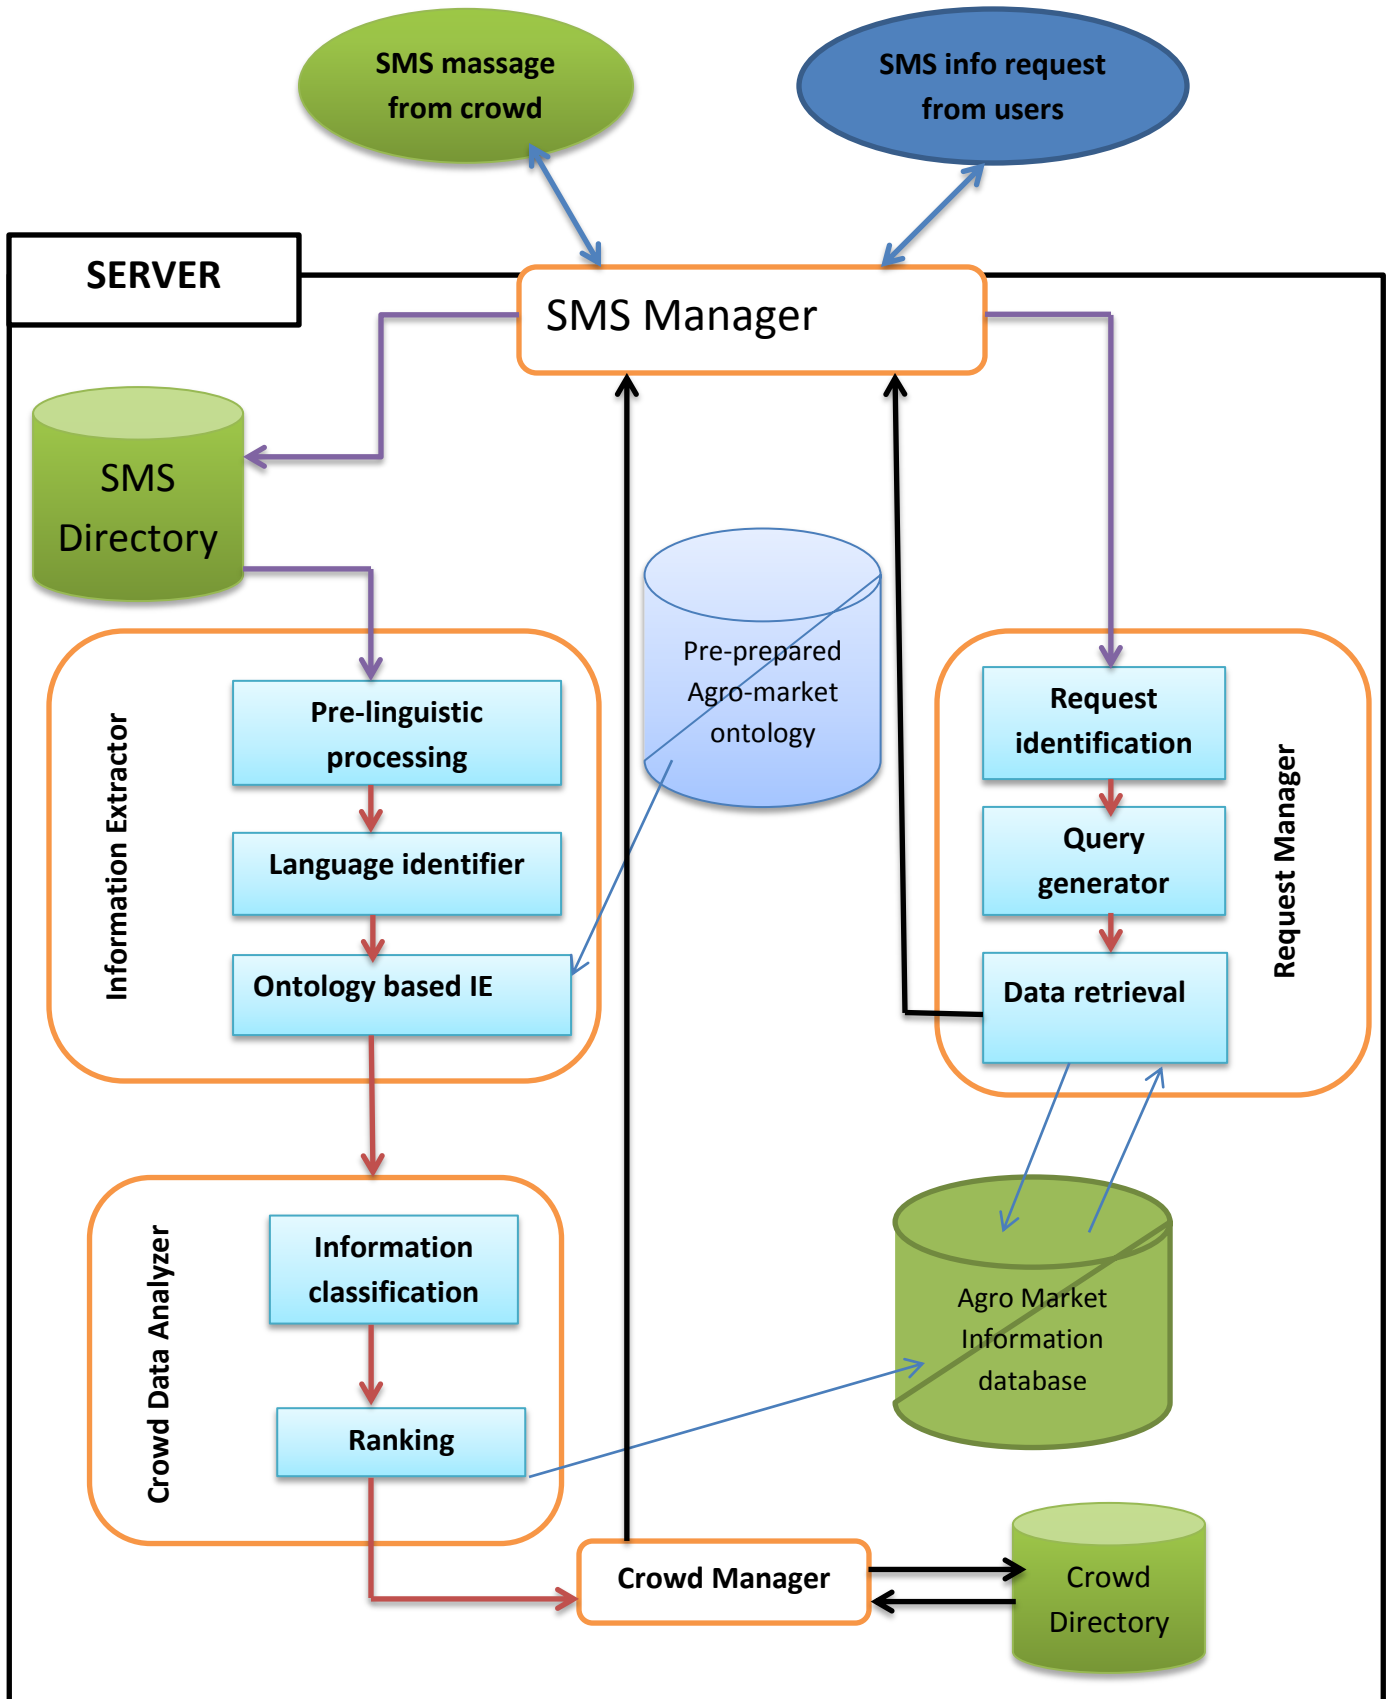 SMS massage
from crowd
SMS info request
from users
SERVER
SMS Manager
SMS
Directory
Pre-prepared
Agro-market
ontology
Information Extractor
Pre-linguistic
processing
Language identifier
Ontology based IE
Request
identification
Query
generator
Data retrieval
Request Manager
Crowd Data Analyzer
Information
classification
Ranking
Agro Market
Information
database
Crowd Manager
Crowd
Directory